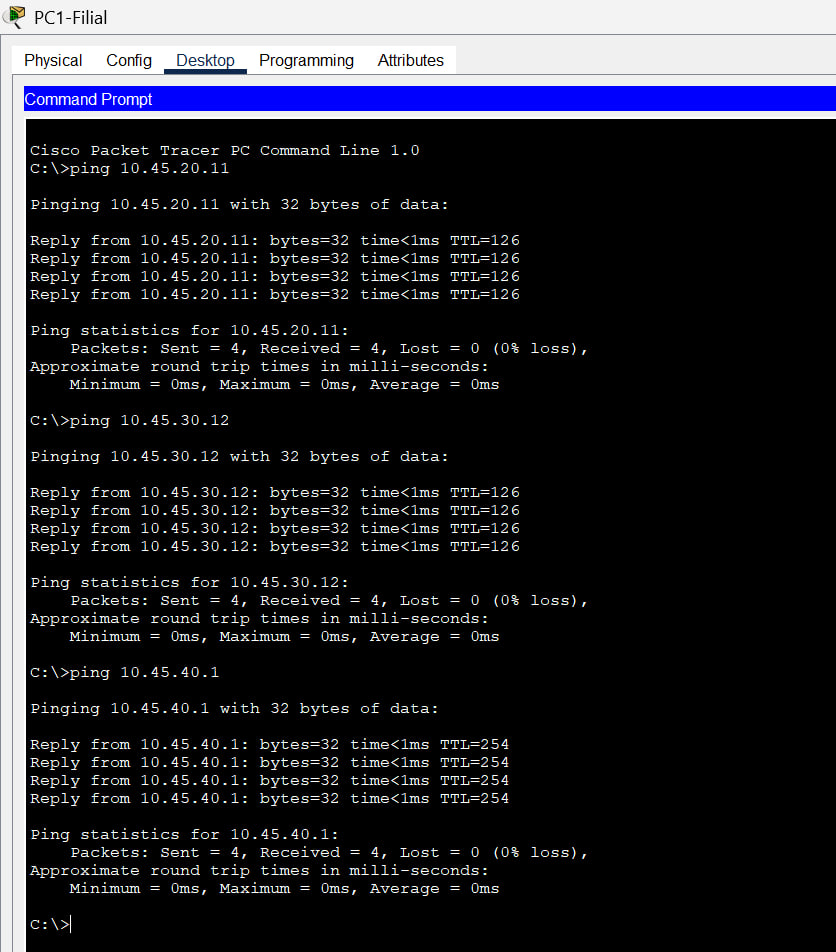 PC1-Filial
Physical Config Desktop Programming Attributes
Command Prompt
Cisco Packet Tracer PC Command Line 1.0
C:\>ping 10.45.20.11
Pinging 10.45.20.11 with 32 bytes of data:
Reply from 10.45.20.11: bytes=32 time<1ms TTL=126
Reply from 10.45.20.11: bytes=32 time<1ms TTL=126
Reply from 10.45.20.11: bytes=32 time<1ms TTL=126
Reply from 10.45.20.11: bytes=32 time<1ms TTL=126
Ping statistics for 10.45.20.11:
Packets: Sent = 4, Received = 4, Lost = 0 (0% loss),
Approximate round trip times in milli-seconds:
Minimum = 0ms, Maximum = 0ms, Average = 0ms
C:\>ping 10.45.30.12
Pinging 10.45.30.12 with 32 bytes of data:
Reply from 10.45.30.12: bytes=32 time<1ms TTL=126
Reply from 10.45.30.12: bytes=32 time<1ms TTL=126
Reply from 10.45.30.12: bytes=32 time<1ms TTL=126
Reply from 10.45.30.12: bytes=32 time<1ms TTL=126
Ping statistics for 10.45.30.12:
Packets: Sent = 4, Received = 4, Lost = 0 (0% loss),
Approximate round trip times in milli-seconds:
Minimum = 0ms, Maximum = 0ms, Average = 0ms
C:\>ping 10.45.40.1
Pinging 10.45.40.1 with 32 bytes of data:
Reply from 10.45.40.1: bytes=32 time<1ms TTL=254
Reply from 10.45.40.1: bytes=32 time<1ms TTL=254
Reply from 10.45.40.1: bytes=32 time<1ms TTL=254
Reply from 10.45.40.1: bytes=32 time<1ms TTL=254
Ping statistics for 10.45.40.1:
Packets: Sent = 4, Received = 4, Lost = 0 (0% loss),
Approximate round trip times in milli-seconds:
Minimum = 0ms, Maximum = 0ms, Average = 0ms
C:\>